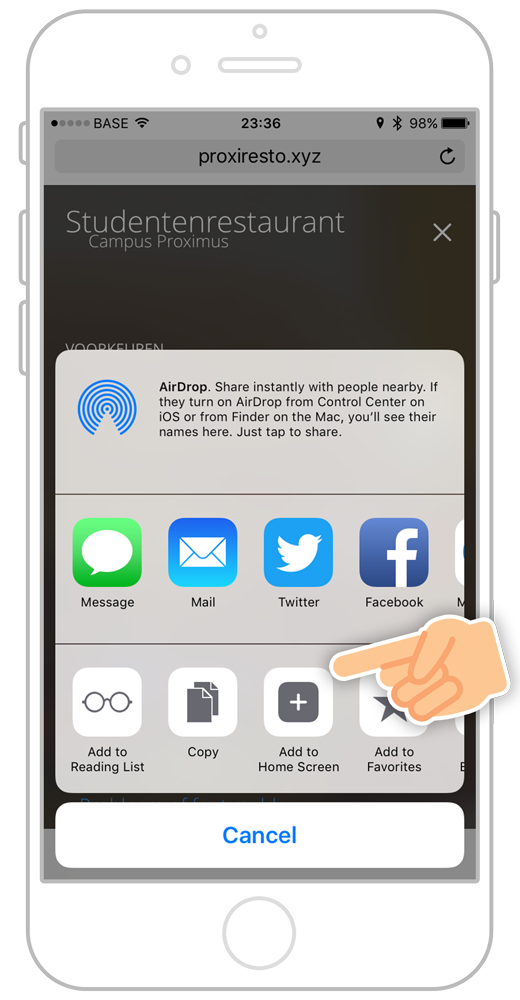 BASE 23:36 98%
proxiresto.xyz
Studentenrestaurant
Campus Proximus
VOORKEUREN
AirDrop. Share instantly with people nearby. If
they turn on AirDrop from Control Center on
iOS or from Finder on the Mac, you’ll see their
names here. Just tap to share.
Message Mail Twitter Facebook M
Add to
Reading List
Copy
Add to
Home Screen
Add to
Favorites
Cancel